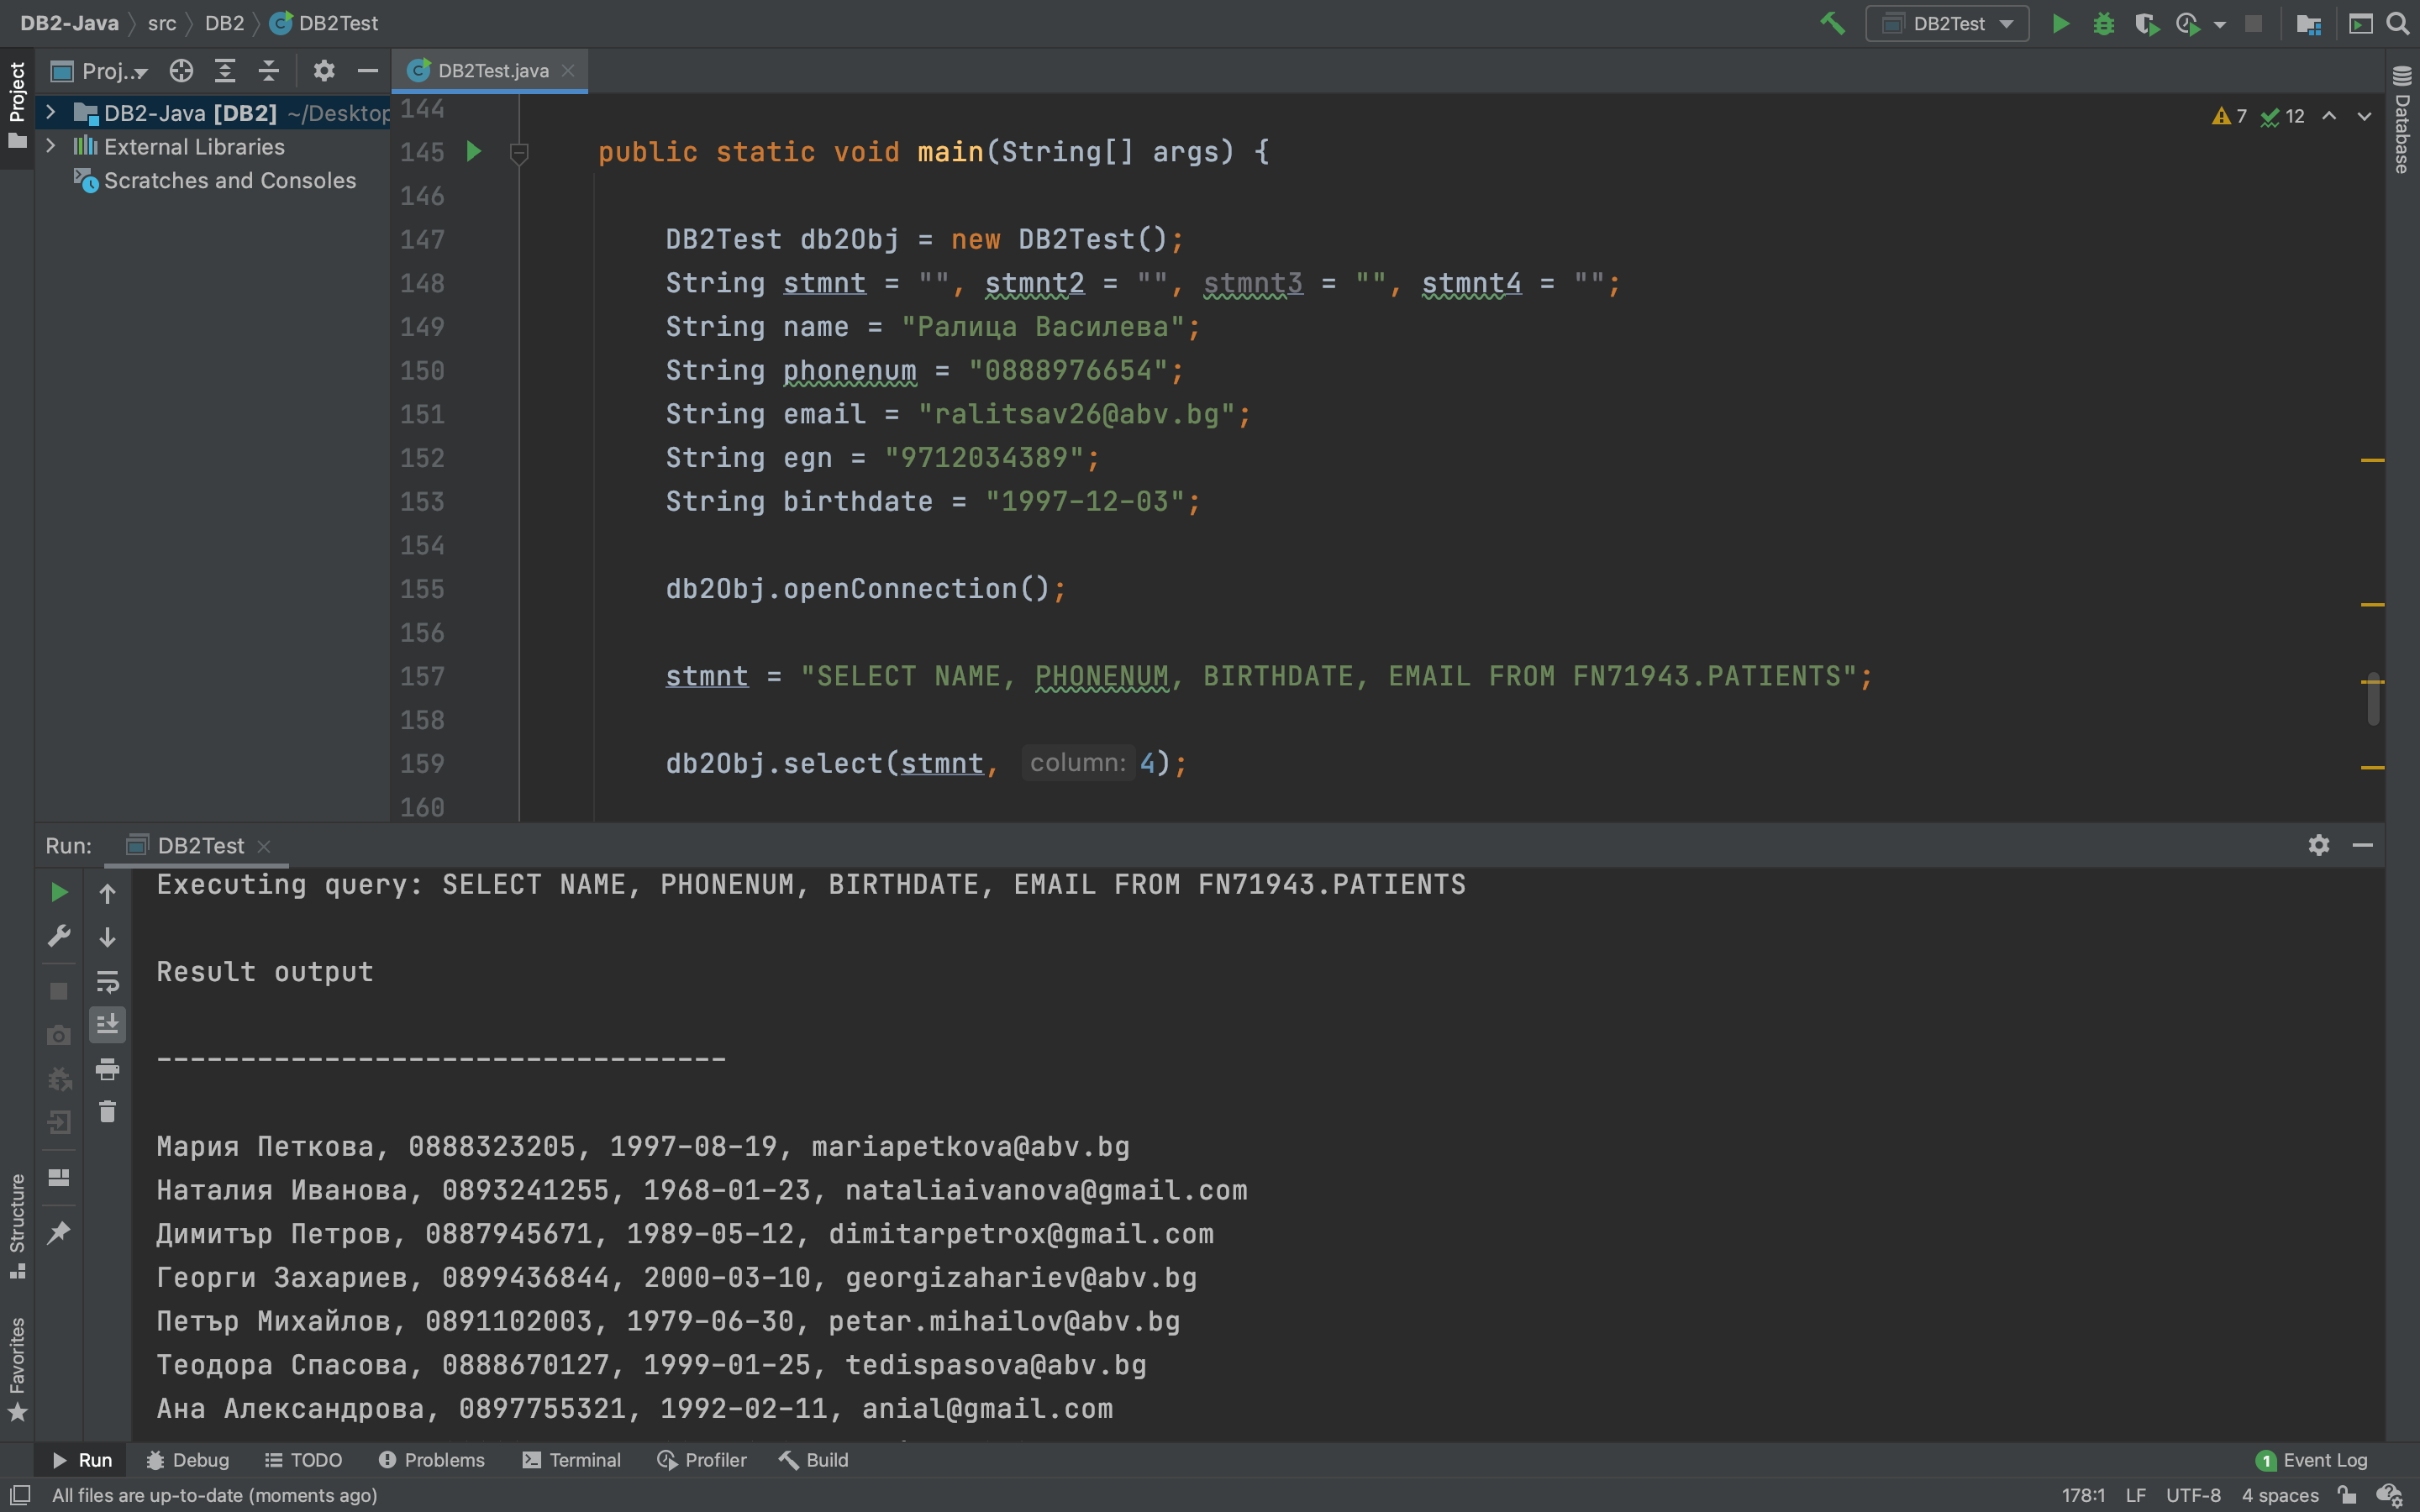 DB2-Java src DB2 DB2Test
DB2Test
Project
Proj..
DB2Test.java
DB2-Java [DB2] ~/Desktop
External Libraries
Scratches and Consoles
Database
7 12
144
145 public static void main(String[] args) {
146
147 DB2Test db2Obj = new DB2Test();
148 String stmnt = "", stmnt2 = "", stmnt3 = "", stmnt4 = "";
149 String name = "Ралица Василева";
150 String phonenum = "0888976654";
151 String email = "ralitsav26@abv.bg";
152 String egn = "9712034389";
153 String birthdate = "1997-12-03";
154
155 db2Obj.openConnection();
156
157 stmnt = "SELECT NAME, PHONENUM, BIRTHDATE, EMAIL FROM FN71943.PATIENTS";
158
159 db2Obj.select(stmnt, column: 4);
160
Run: DB2Test
Executing query: SELECT NAME, PHONENUM, BIRTHDATE, EMAIL FROM FN71943.PATIENTS
Result output
----------------------------------
Мария Петкова, 0888323205, 1997-08-19, mariapetkova@abv.bg
Наталия Иванова, 0893241255, 1968-01-23, nataliaivanova@gmail.com
Димитър Петров, 0887945671, 1989-05-12, dimitarpetrox@gmail.com
Георги Захариев, 0899436844, 2000-03-10, georgizahariev@abv.bg
Петър Михайлов, 0891102003, 1979-06-30, petar.mihailov@abv.bg
Теодора Спасова, 0888670127, 1999-01-25, tedispasova@abv.bg
Ана Александрова, 0897755321, 1992-02-11, anial@gmail.com
Structure
Favorites
Run Debug TODO Problems Terminal Profiler Build 1 Event Log
All files are up-to-date (moments ago) 178:1 LF UTF-8 4 spaces